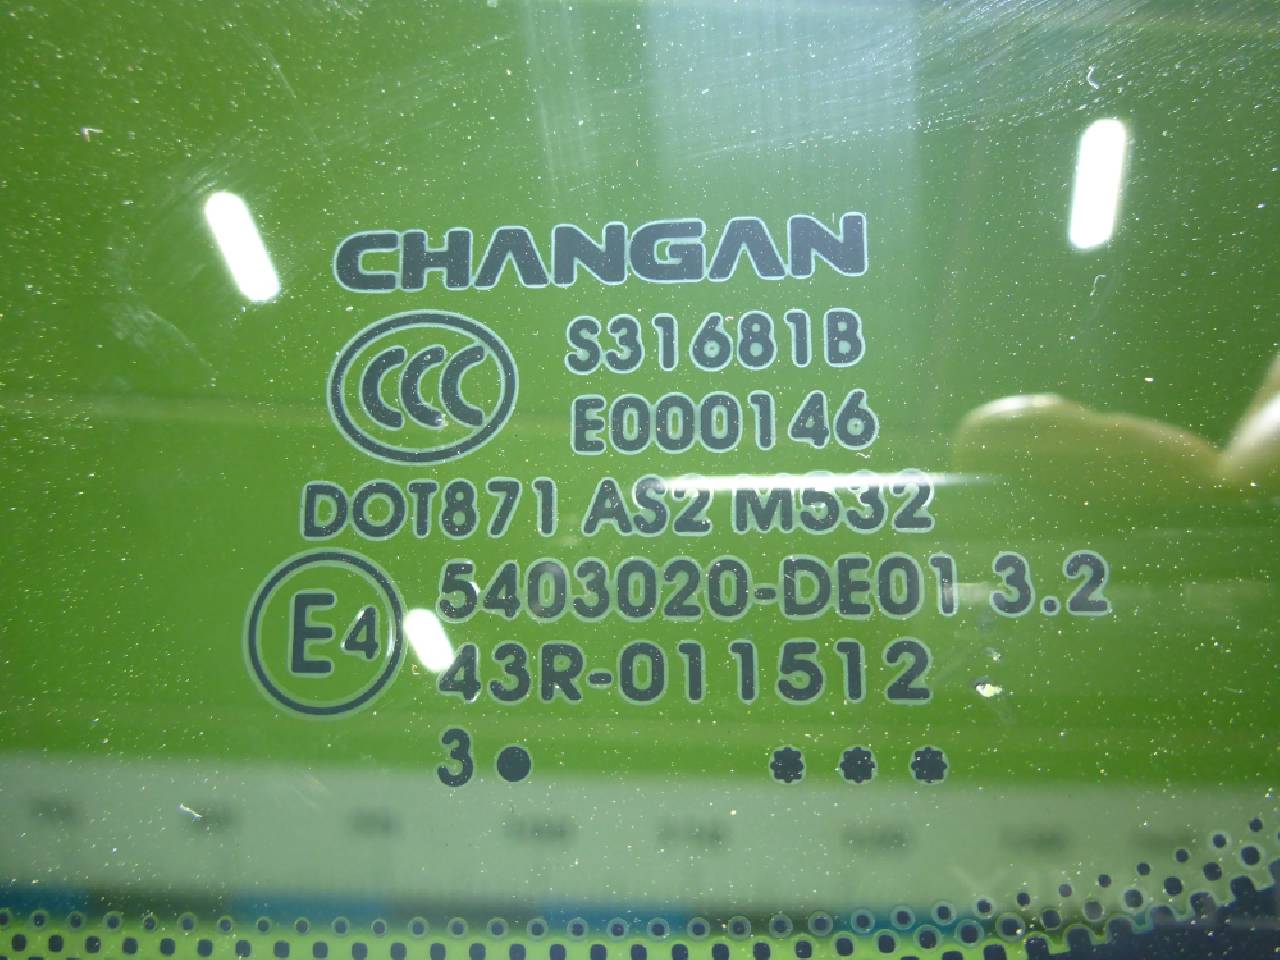 CHANGAN
CCC
S31681B
E000146
DOT871 AS2 M532
E4
5403020-DE01 3.2
43R-011512
3